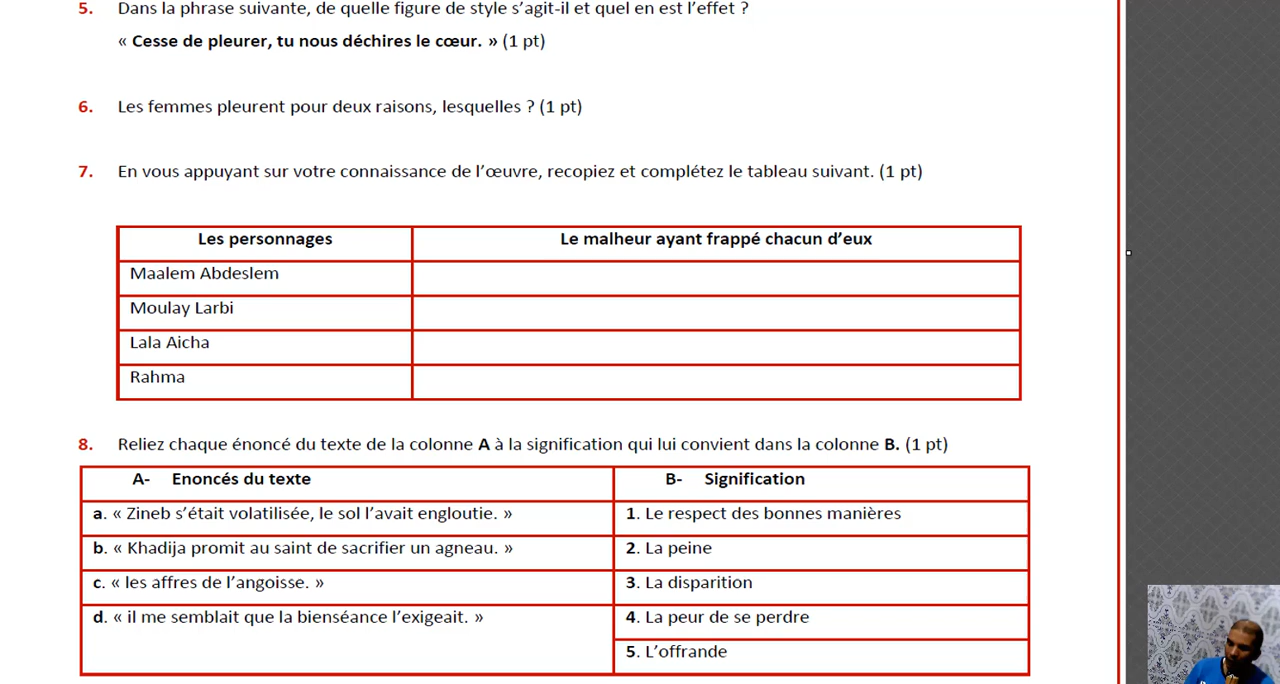 5. Dans la phrase suivante, de quelle figure de style s’agit-il et quel en est l’effet ?
« Cesse de pleurer, tu nous déchires le cœur. » (1 pt)
6. Les femmes pleurent pour deux raisons, lesquelles ? (1 pt)
7. En vous appuyant sur votre connaissance de l’œuvre, recopiez et complétez le tableau suivant. (1 pt)
Les personnages Le malheur ayant frappé chacun d’eux
Maalem Abdeslem
Moulay Larbi
Lala Aicha
Rahma
8. Reliez chaque énoncé du texte de la colonne A à la signification qui lui convient dans la colonne B. (1 pt)
A- Enoncés du texte B- Signification
a. « Zineb s’était volatilisée, le sol l’avait engloutie. » 1. Le respect des bonnes manières
b. « Khadija promit au saint de sacrifier un agneau. » 2. La peine
c. « les affres de l’angoisse. » 3. La disparition
d. « il me semblait que la bienséance l’exigeait. » 4. La peur de se perdre
5. L’offrande